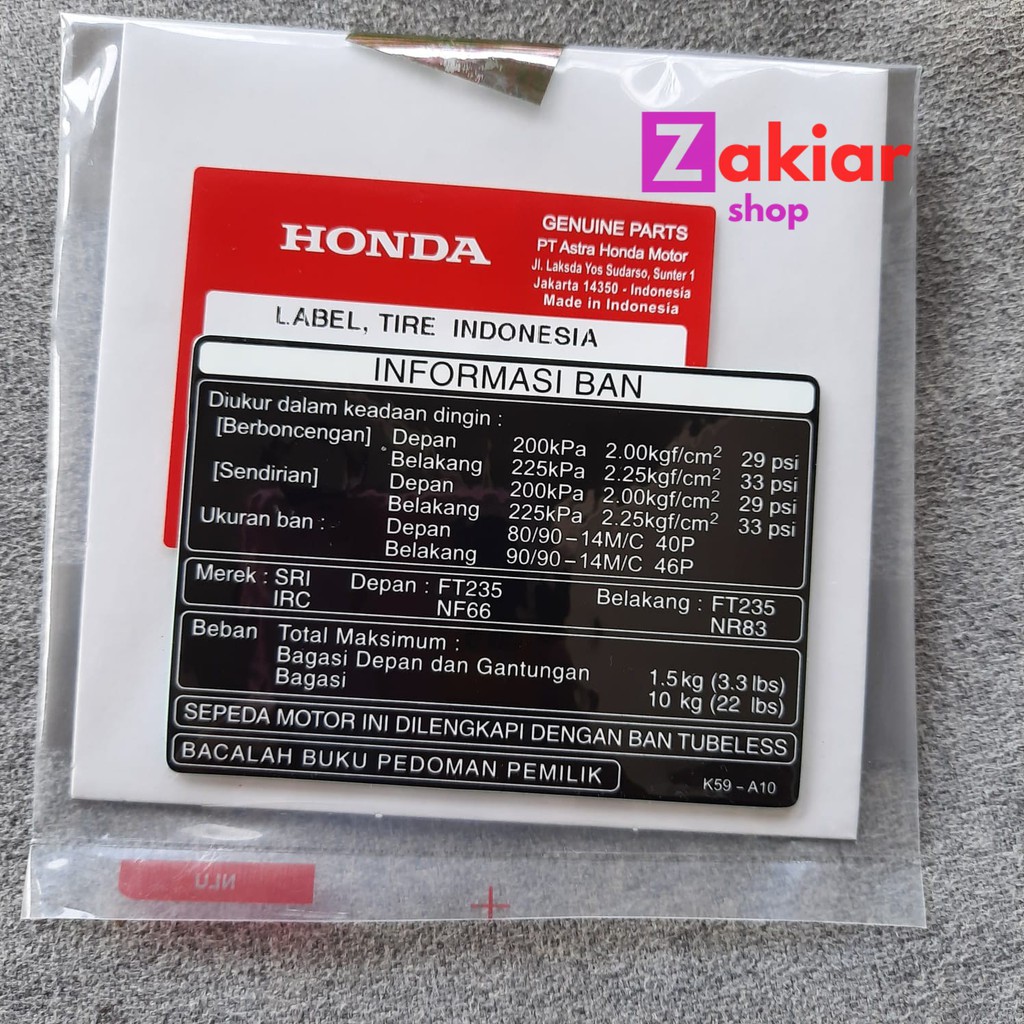 Zakiar
shop
HONDA
GENUINE PARTS
PT Astra Honda Motor
Jl. Laksda Yos Sudarso, Sunter 1
Jakarta 14350 - Indonesia
Made in Indonesia
LABEL, TIRE INDONESIA
INFORMASI BAN
Diukur dalam keadaan dingin :
[Berboncengan] Depan 200kPa 2.00kgf/cm² 29 psi
Belakang 225kPa 2.25kgf/cm² 33 psi
[Sendirian] Depan 200kPa 2.00kgf/cm² 29 psi
Belakang 225kPa 2.25kgf/cm² 33 psi
Ukuran ban : Depan 80/90-14M/C 40P
Belakang 90/90-14M/C 46P
Merek : SRI Depan : FT235 Belakang : FT235
IRC NF66 NR83
Beban Total Maksimum :
Bagasi Depan dan Gantungan 1.5kg (3.3 lbs)
Bagasi 10 kg (22 lbs)
SEPEDA MOTOR INI DILENGKAPI DENGAN BAN TUBELESS
BACALAH BUKU PEDOMAN PEMILIK
K59-A10
NLU